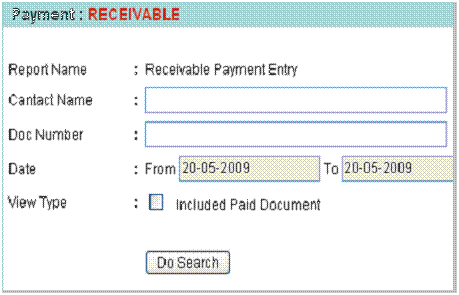 Payment : RECEIVABLE
Report Name : Receivable Payment Entry
Cantact Name :
Doc Number :
Date : From 20-05-2009 To 20-05-2009
View Type : Included Paid Document
Do Search